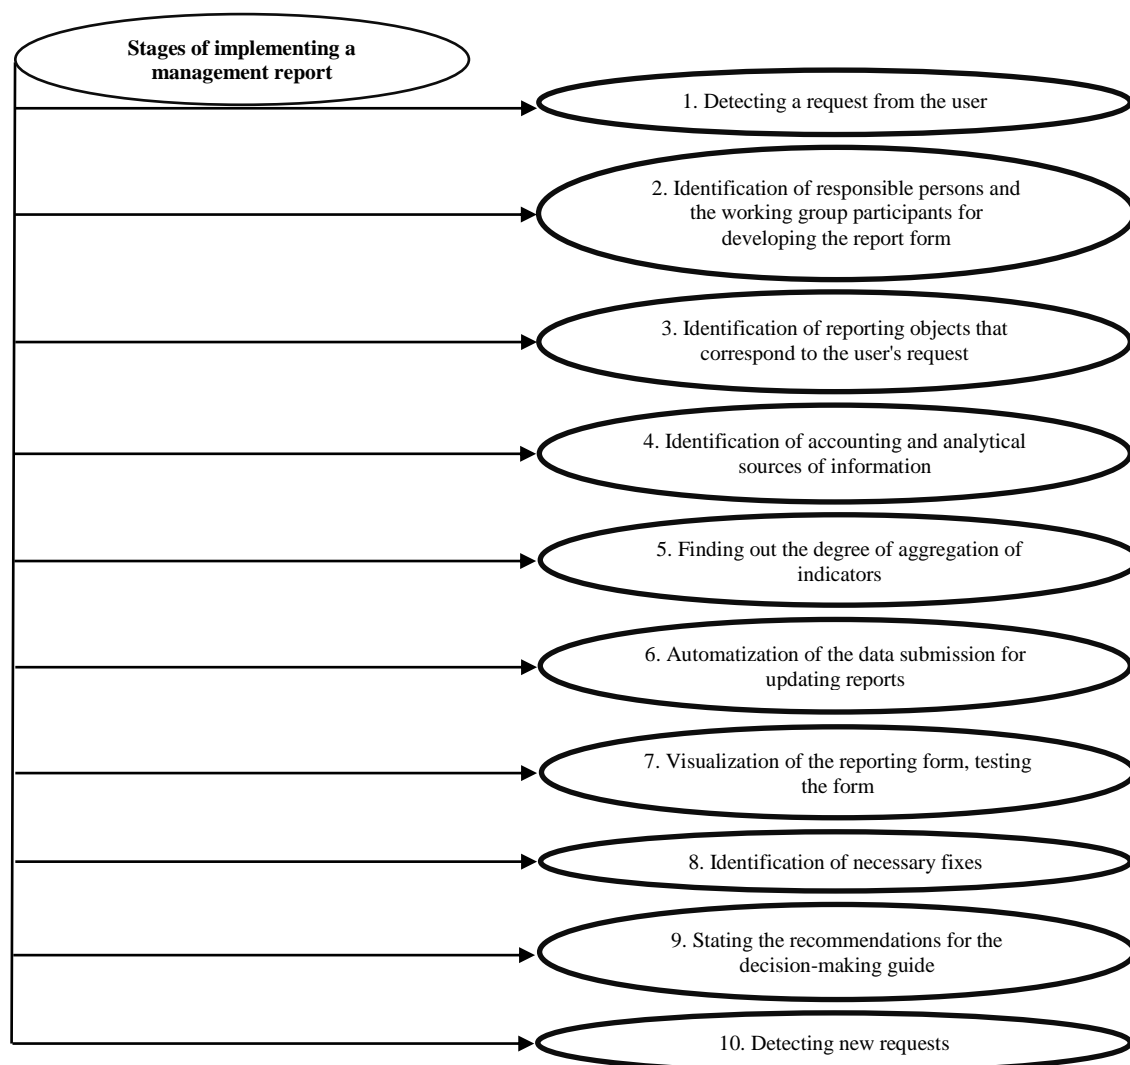 Stages of implementing a
management report
1. Detecting a request from the user
2. Identification of responsible persons and
the working group participants for
developing the report form
3. Identification of reporting objects that
correspond to the user's request
4. Identification of accounting and analytical
sources of information
5. Finding out the degree of aggregation of
indicators
6. Automatization of the data submission for
updating reports
7. Visualization of the reporting form, testing
the form
8. Identification of necessary fixes
9. Stating the recommendations for the
decision-making guide
10. Detecting new requests